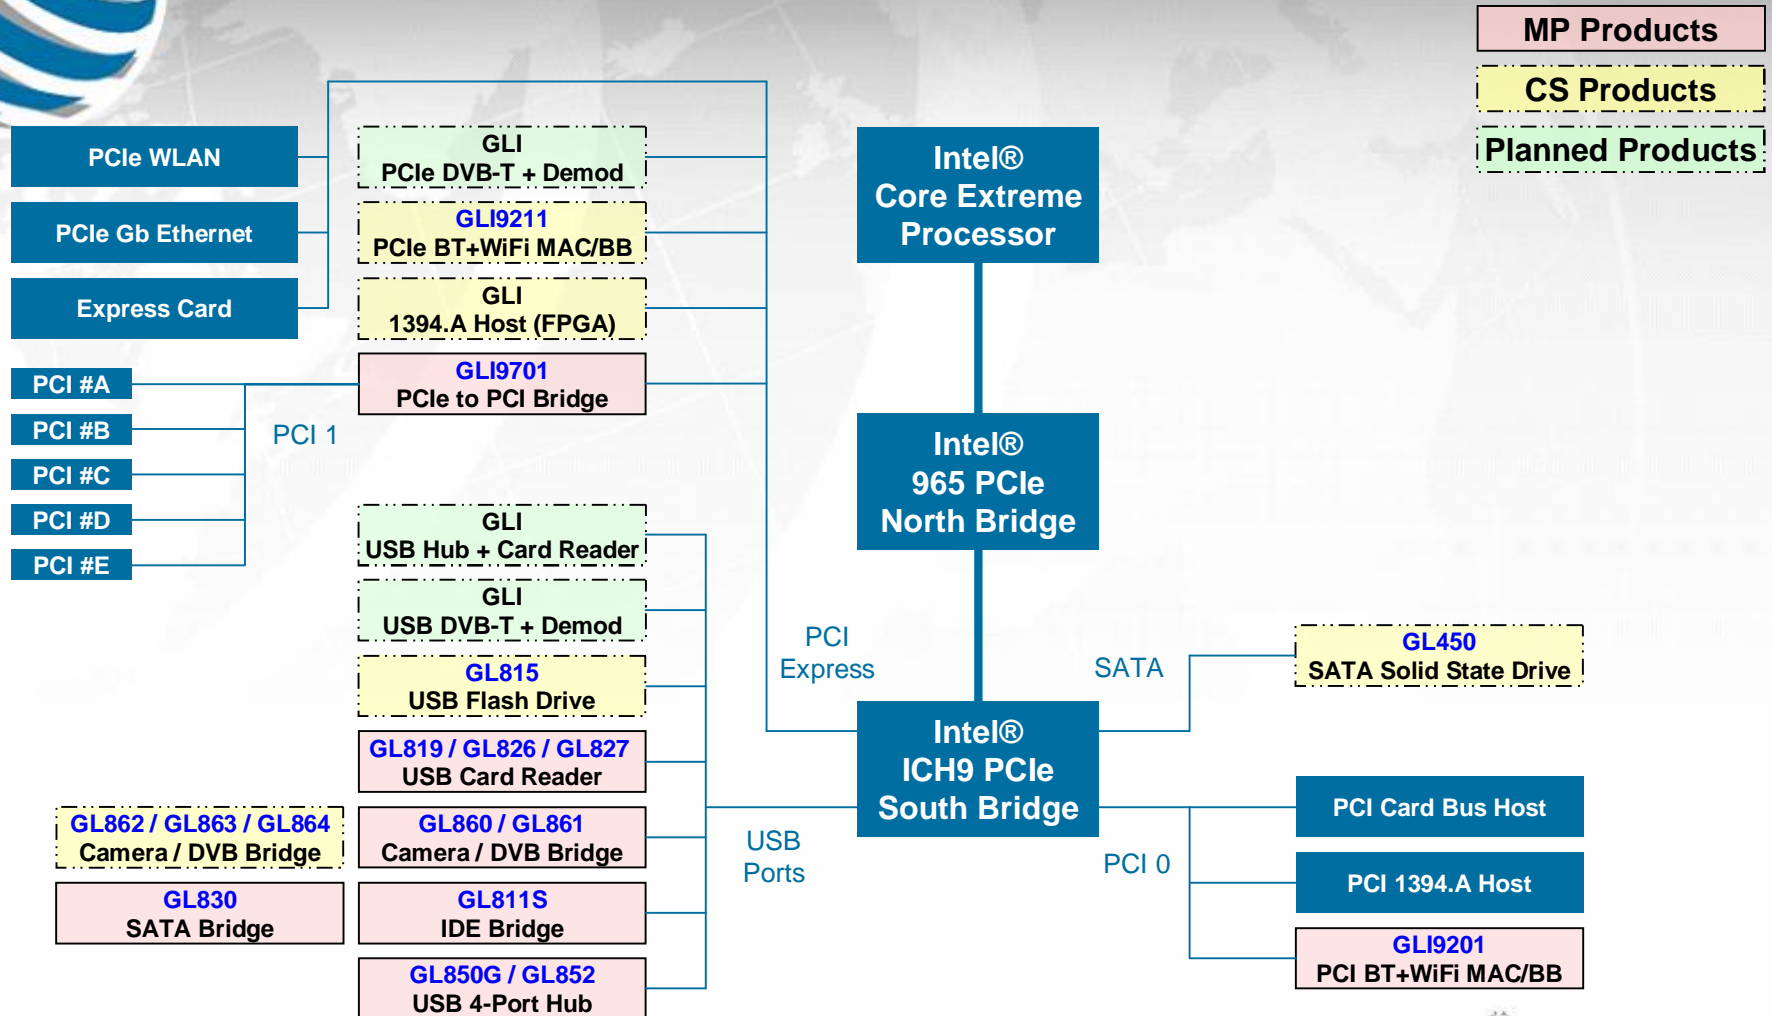 MP Products
CS Products
Planned Products
PCIe WLAN
PCIe Gb Ethernet
Express Card
PCI #A
PCI #B
PCI #C
PCI #D
PCI #E
PCI 1
GLI
PCIe DVB-T + Demod
GLI9211
PCIe BT+WiFi MAC/BB
GLI
1394.A Host (FPGA)
GLI9701
PCIe to PCI Bridge
GLI
USB Hub + Card Reader
GLI
USB DVB-T + Demod
GL815
USB Flash Drive
GL819 / GL826 / GL827
USB Card Reader
GL862 / GL863 / GL864
Camera / DVB Bridge
GL860 / GL861
Camera / DVB Bridge
GL830
SATA Bridge
GL811S
IDE Bridge
GL850G / GL852
USB 4-Port Hub
Intel®
Core Extreme
Processor
Intel®
965 PCIe
North Bridge
PCI
Express
SATA
Intel®
ICH9 PCIe
South Bridge
USB
Ports
PCI 0
GL450
SATA Solid State Drive
PCI Card Bus Host
PCI 1394.A Host
GLI9201
PCI BT+WiFi MAC/BB